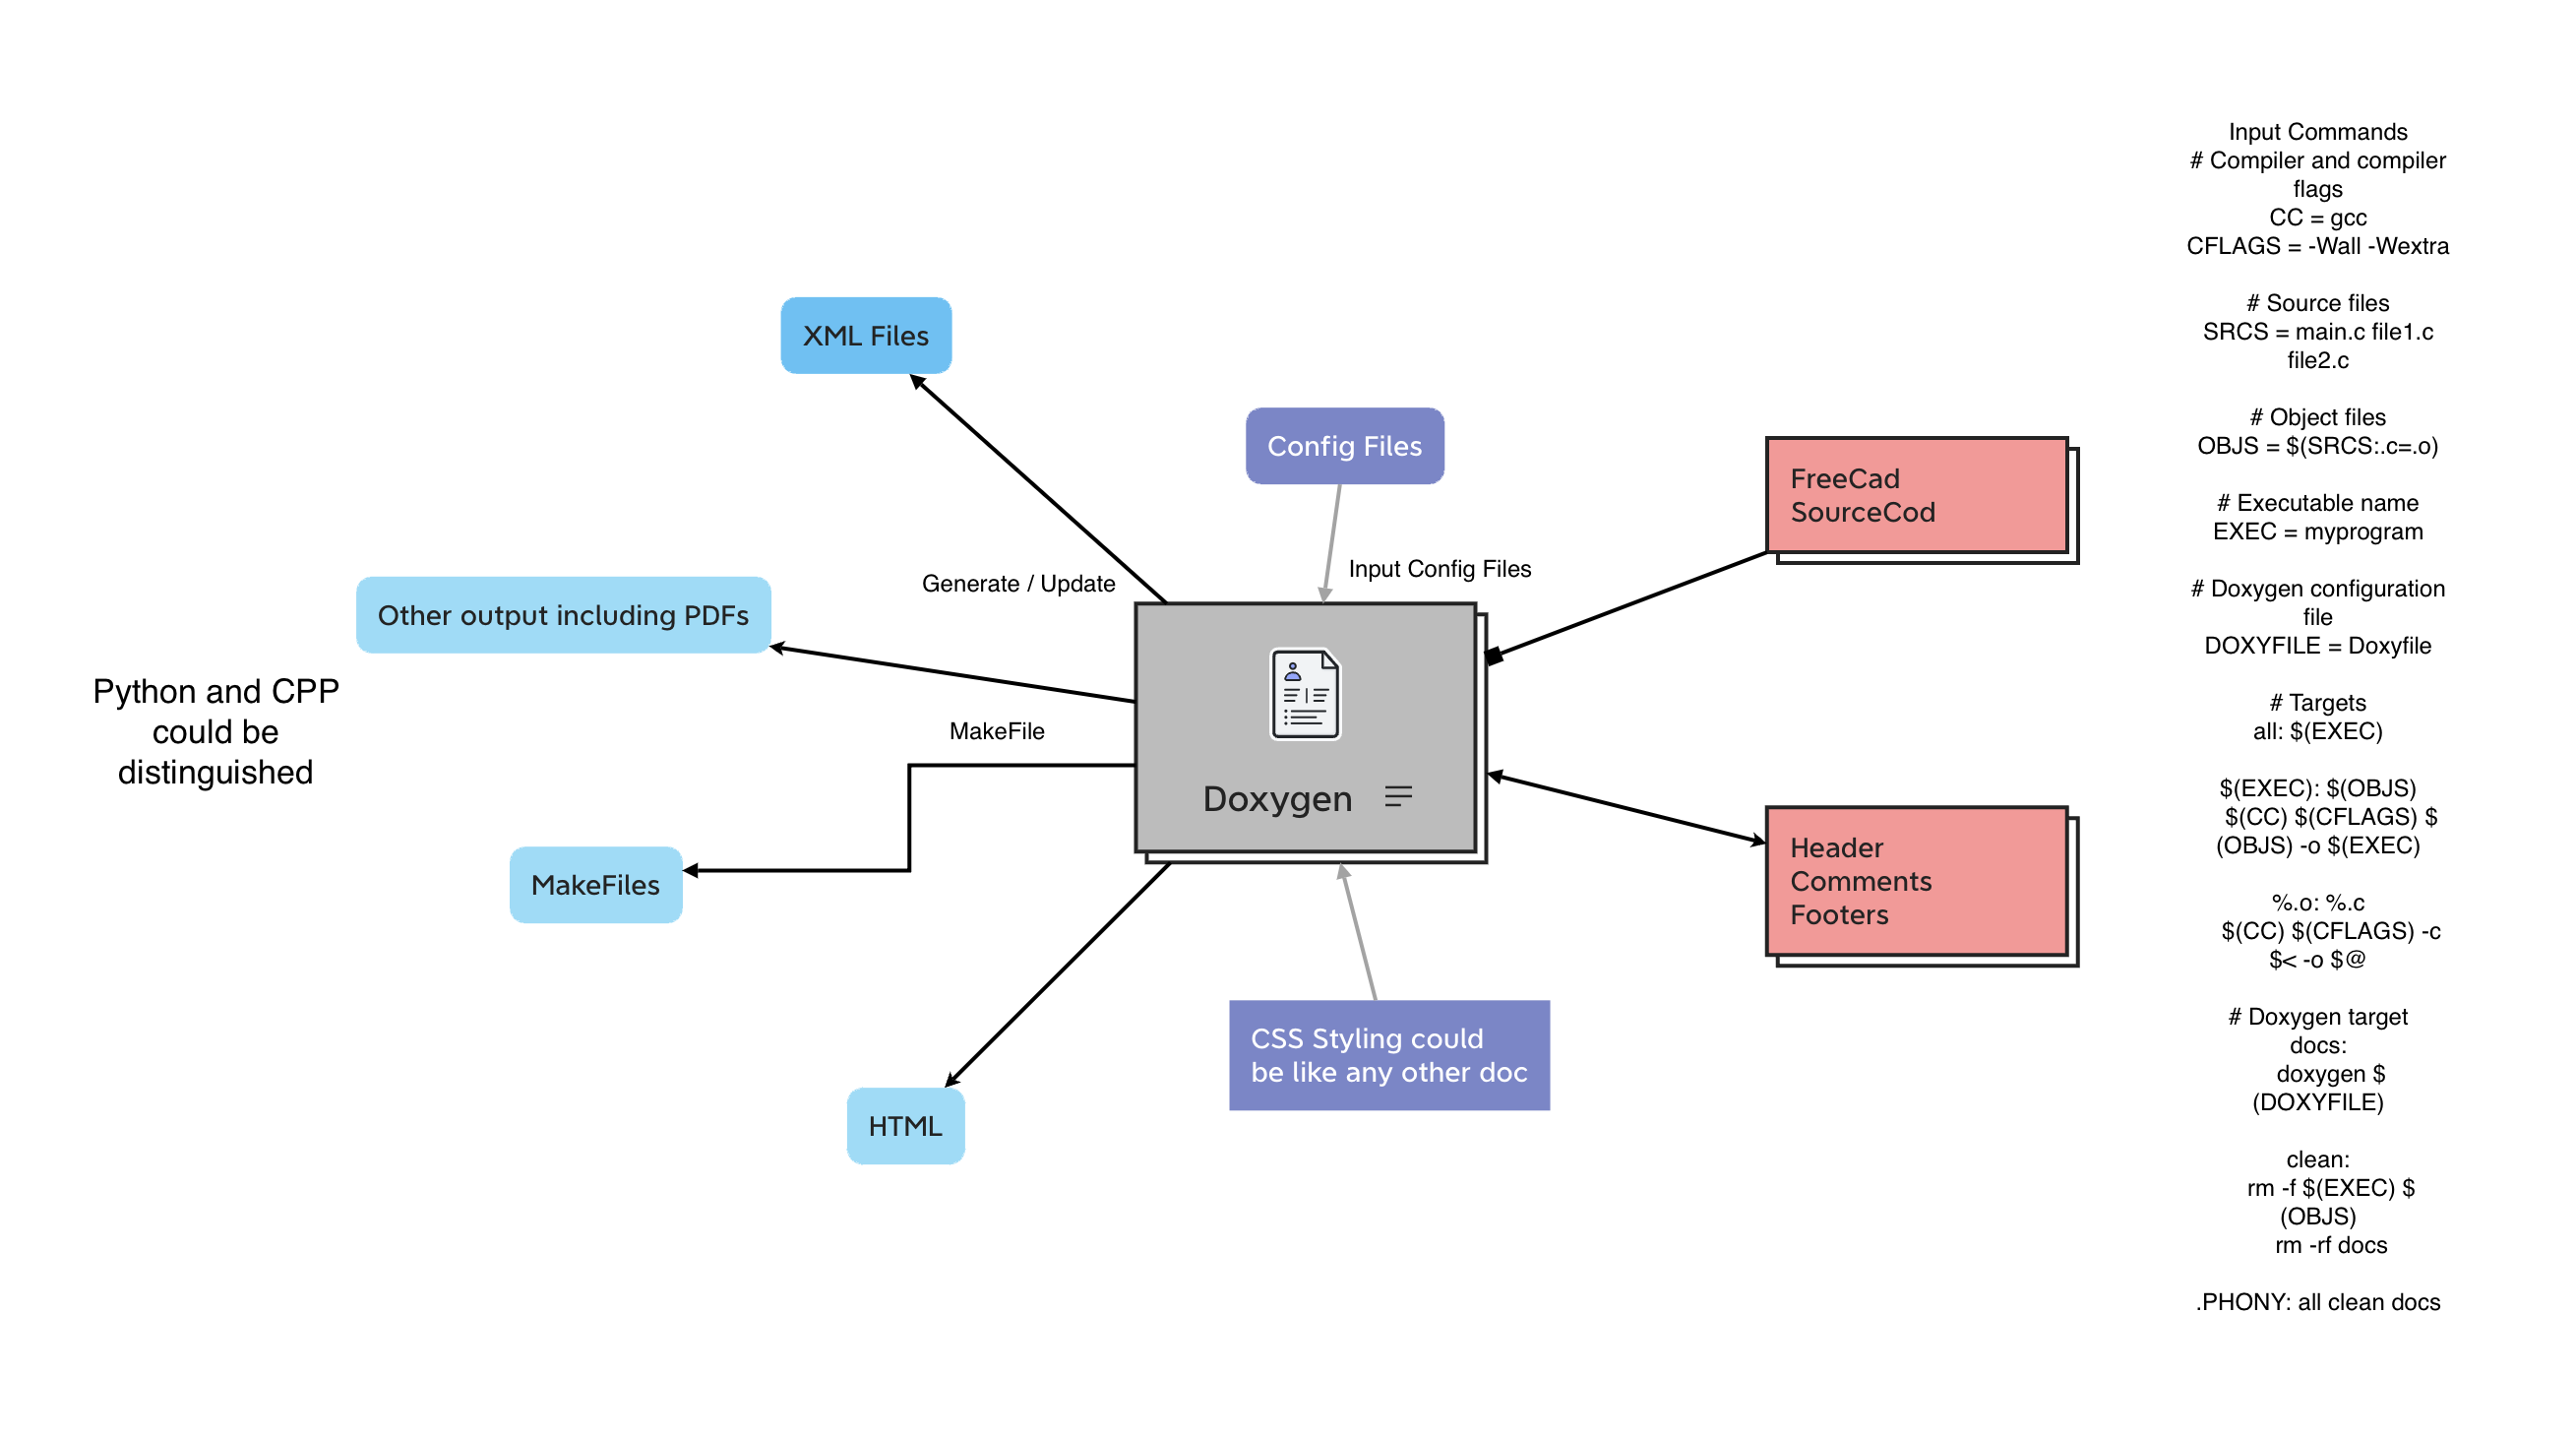 XML Files
Config Files
Input Config Files
Generate / Update
Other output including PDFs
Python and CPP
could be
distinguished
MakeFile
MakeFiles
HTML
Doxygen
CSS Styling could
be like any other doc
FreeCad
SourceCod
Header
Comments
Footers
Input Commands
# Compiler and compiler
flags
CC = gcc
CFLAGS = -Wall -Wextra
# Source files
SRCS = main.c file1.c
file2.c
# Object files
OBJS = $(SRCS:.c=.o)
# Executable name
EXEC = myprogram
# Doxygen configuration
file
DOXYFILE = Doxyfile
# Targets
all: $(EXEC)
$(EXEC): $(OBJS)
$(CC) $(CFLAGS) $
(OBJS) -o $(EXEC)
%.o: %.c
$(CC) $(CFLAGS) -c
$< -o $@
# Doxygen target
docs:
doxygen $
(DOXYFILE)
clean:
rm -f $(EXEC) $
(OBJS)
rm -rf docs
.PHONY: all clean docs